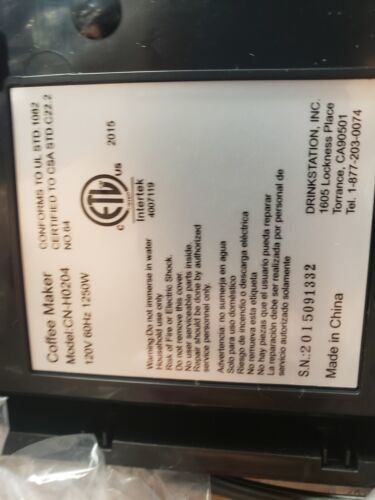 Coffee Maker
Model:CN-H0204
120V 60Hz 1250W
CONFORMS TO UL STD 1082
CERTIFIED TO CSA STD C22.2
NO.64
ETL
C US
2015
Intertek
4007119
Warning:Do not immerse in water
Household use only
Risk of Fire or Electric Shock.
Do not remove this cover.
No user serviceable parts inside.
Repair should be done by authorized
service personnel only.
Advertencia: no sumerja en agua
Solo para uso doméstico
Riesgo de incendio o descarga eléctrica
No remueva esta etiqueta
No hay piezas que el usuario pueda reparar
La reparación debe ser realizada por personal de
servicio autorizado solamente
S.N:2015091332
Made in China
DRINKSTATION, INC.
1605 Lockness Place
Torrance, CA90501
Tel. 1-877-203-0074